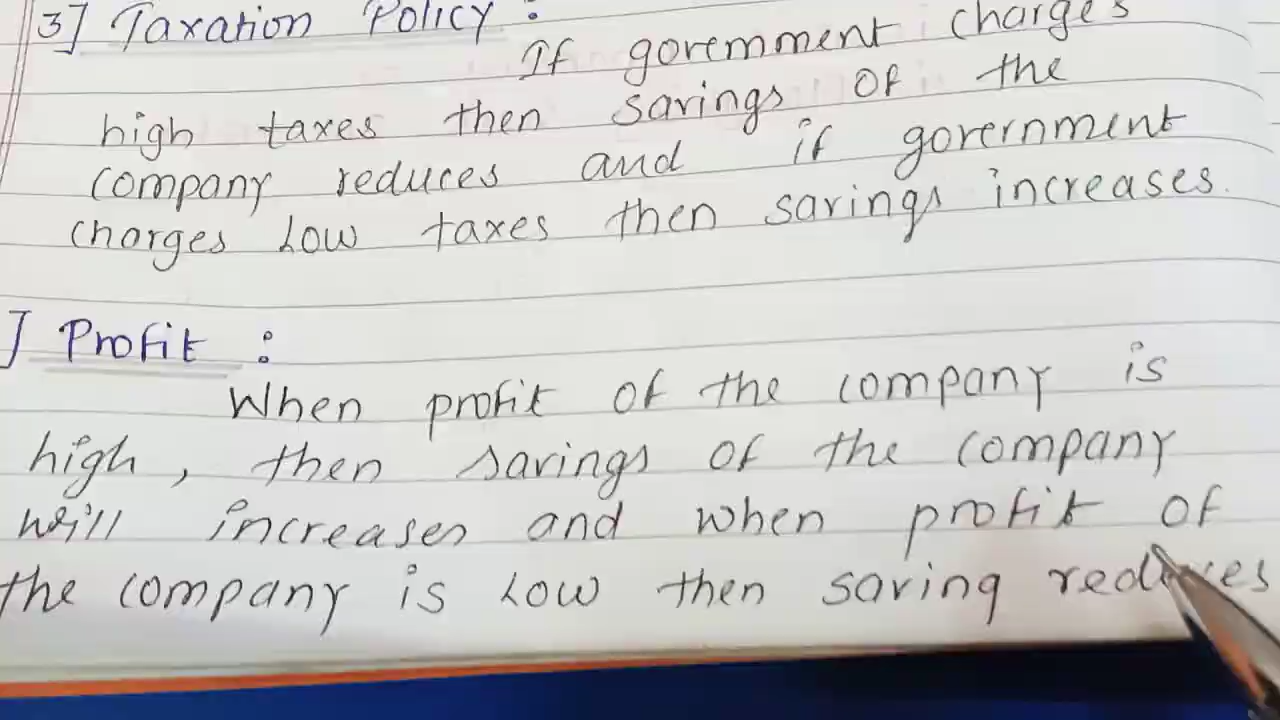 3] Taxation Policy :
If government charges
high taxes then savings of the
company reduces and if government
charges Low taxes then savings increases.
] Profit :
When profit of the company is
high, then savings of the company
will increases and when profit of
the company is Low then saving reduces